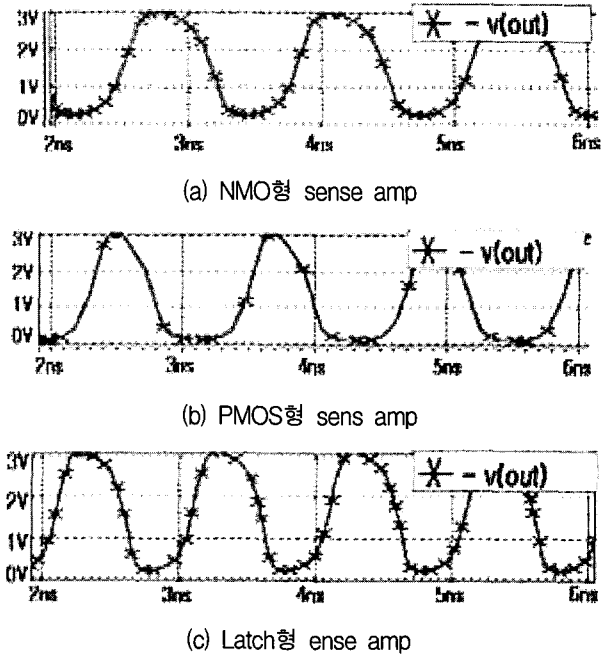 3V
2V
1V
0V
2ns 3ns 4ns 5ns 6ns
v(out)
(a) NMO형 sense amp
3V
2V
1V
0V
2ns 3ns 4ns 5ns 6ns
v(out)
(b) PMOS형 sens amp
3V
2V
1V
0V
2ns 3ns 4ns 5ns 6ns
v(out)
(c) Latch형 ense amp